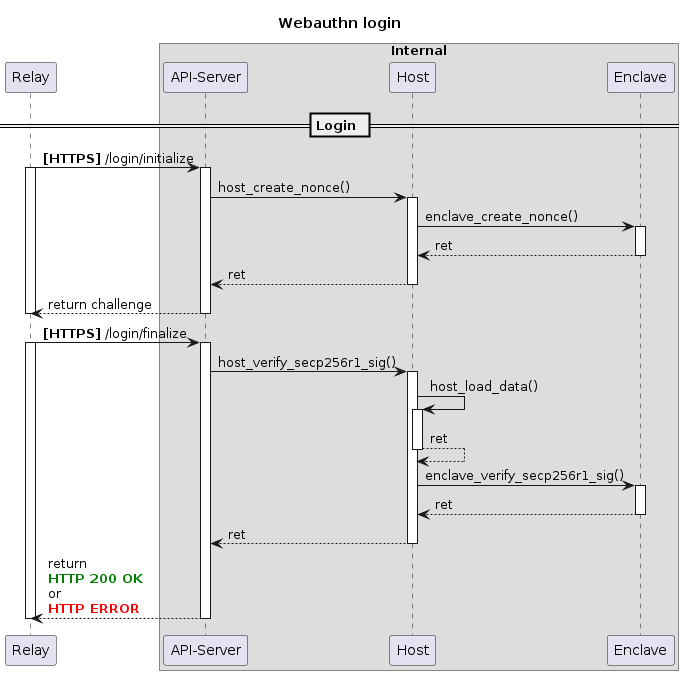 Webauthn login
Internal
Relay
API-Server
Host
Enclave
Login
[HTTPS] /login/initialize
host_create_nonce()
enclave_create_nonce()
ret
ret
return challenge
[HTTPS] /login/finalize
host_verify_secp256r1_sig()
host_load_data()
ret
enclave_verify_secp256r1_sig()
ret
ret
return
HTTP 200 OK
or
HTTP ERROR
Relay
API-Server
Host
Enclave